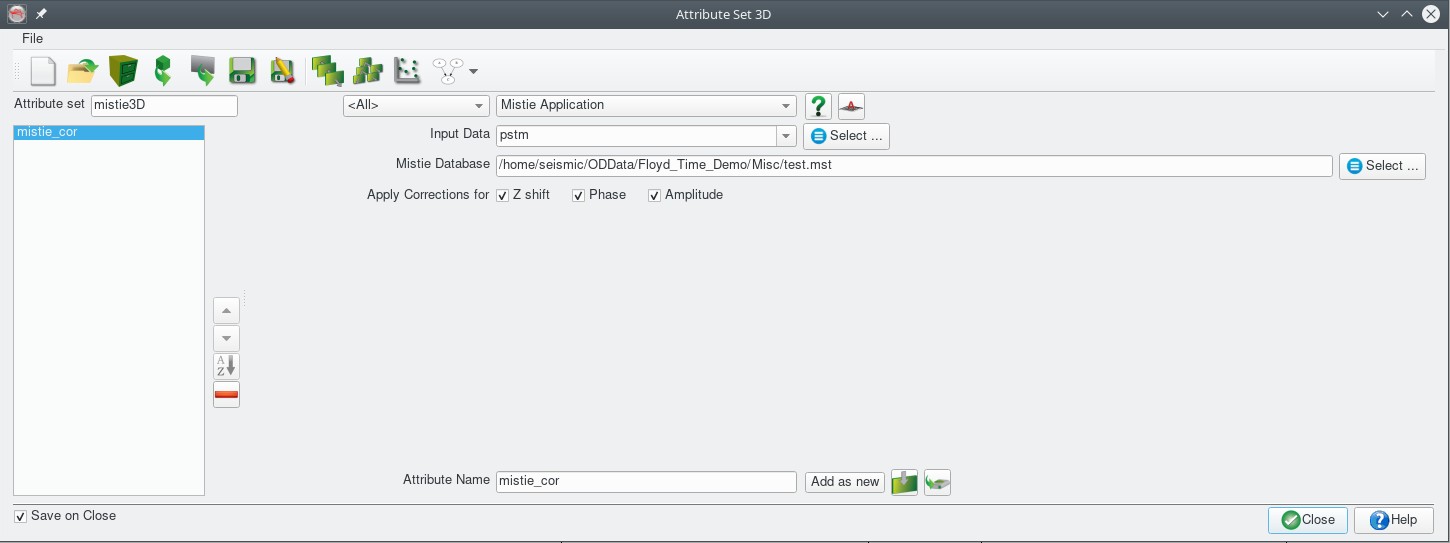 Attribute Set 3D
File
Attribute set mistie3D <All> Mistie Application
mistie_cor
Input Data pstm Select ...
Mistie Database /home/seismic/ODData/Floyd_Time_Demo/Misc/test.mst Select ...
Apply Corrections for Z shift Phase Amplitude
A
Z
Attribute Name mistie_cor Add as new
Save on Close Close Help